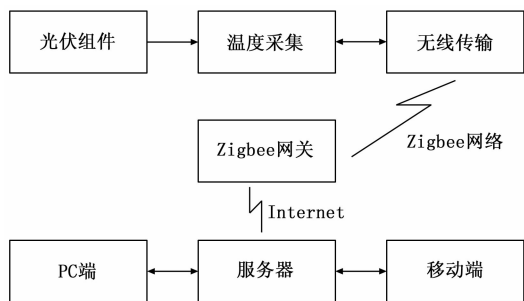 光伏组件
温度采集
无线传输
Zigbee网关
Zigbee网络
Internet
PC端
服务器
移动端